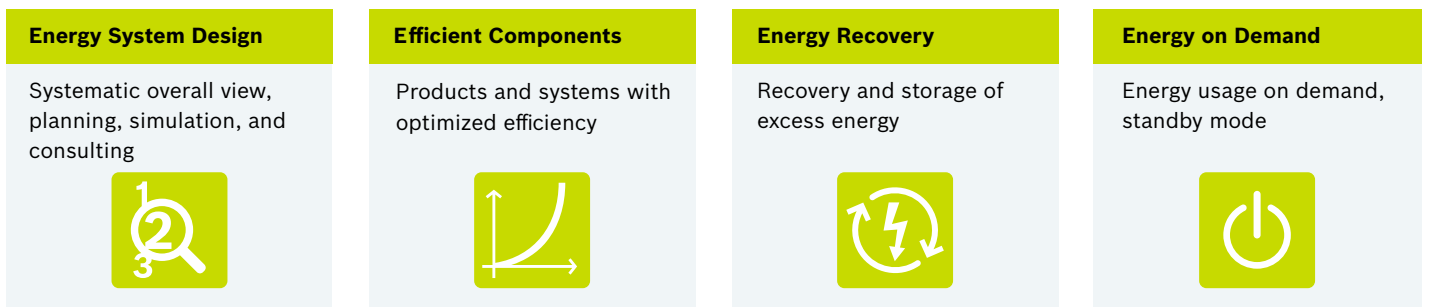 Energy System Design
Systematic overall view,
planning, simulation, and
consulting
1
2
3
Efficient Components
Products and systems with
optimized efficiency
Energy Recovery
Recovery and storage of
excess energy
Energy on Demand
Energy usage on demand,
standby mode